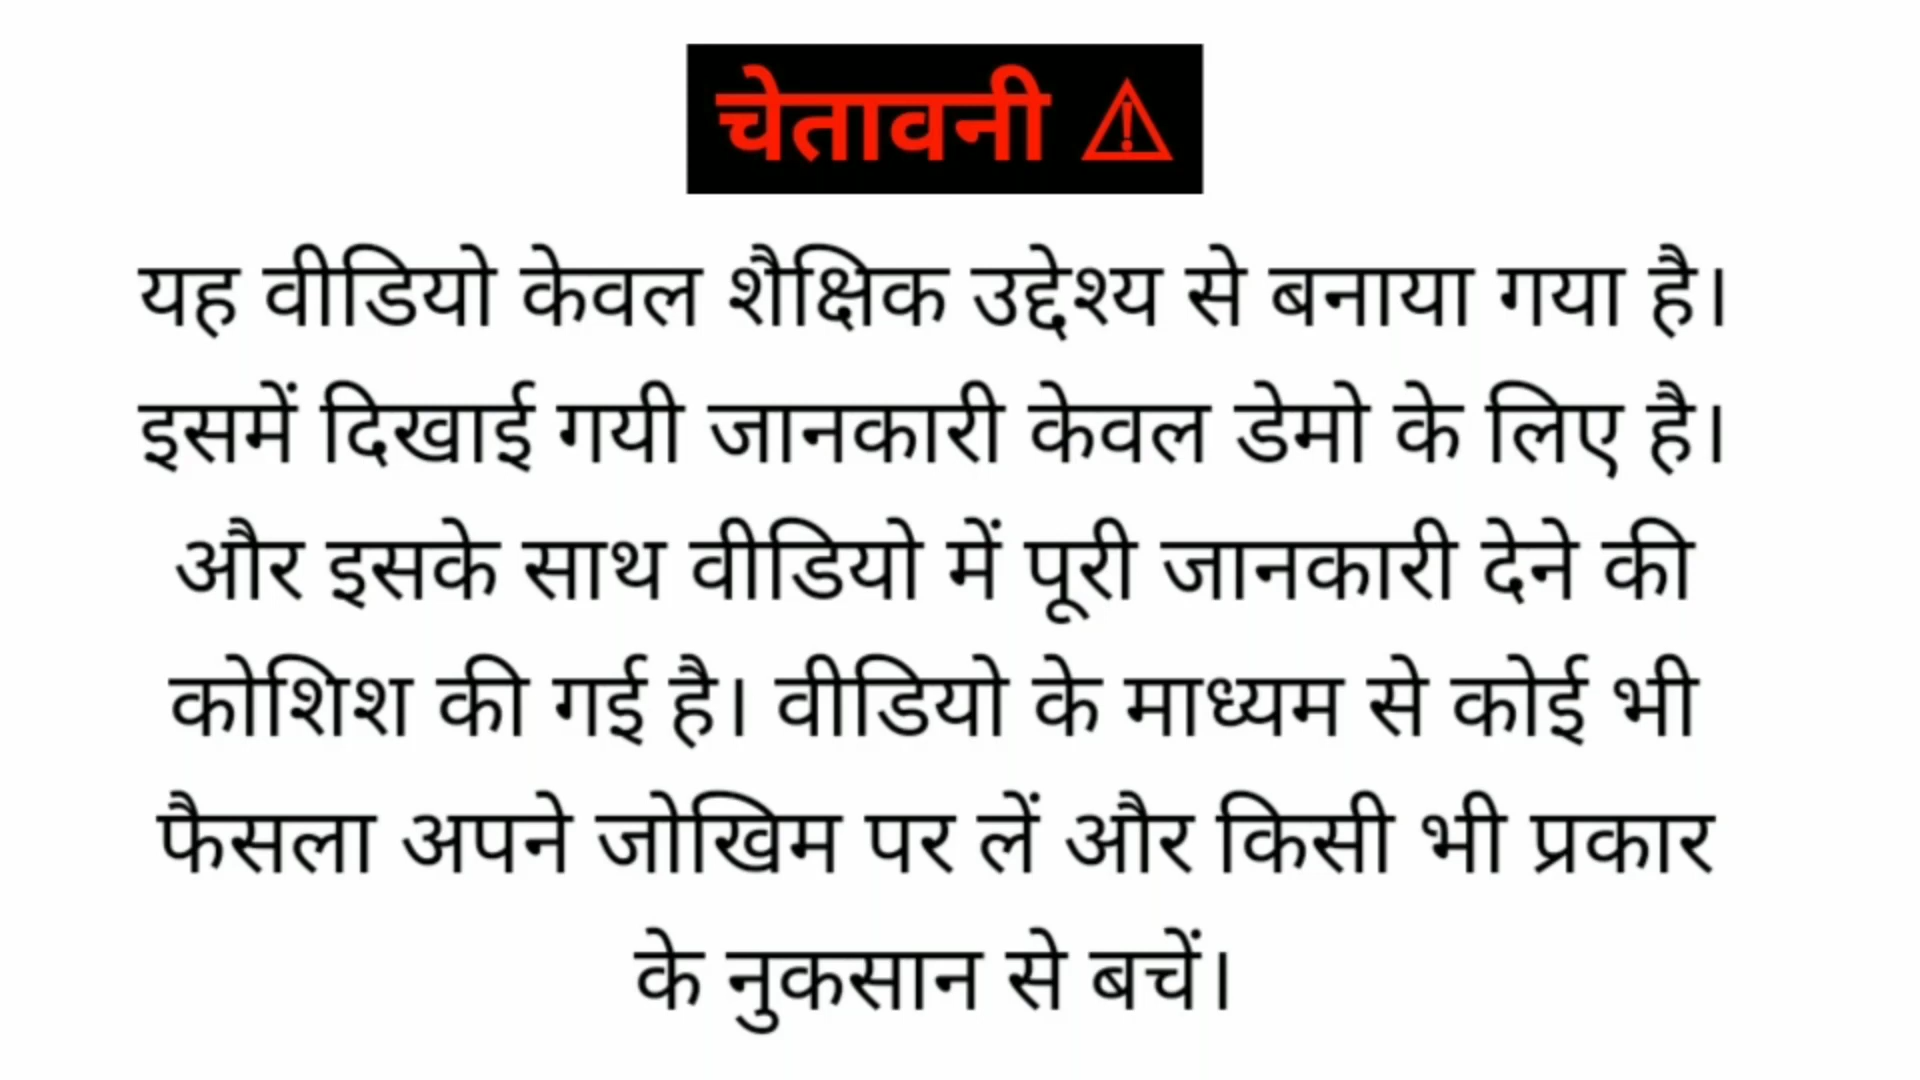 चेतावनी ⚠
यह वीडियो केवल शैक्षिक उद्देश्य से बनाया गया है।
इसमें दिखाई गयी जानकारी केवल डेमो के लिए है।
और इसके साथ वीडियो में पूरी जानकारी देने की
कोशिश की गई है। वीडियो के माध्यम से कोई भी
फैसला अपने जोखिम पर लें और किसी भी प्रकार
के नुकसान से बचें।